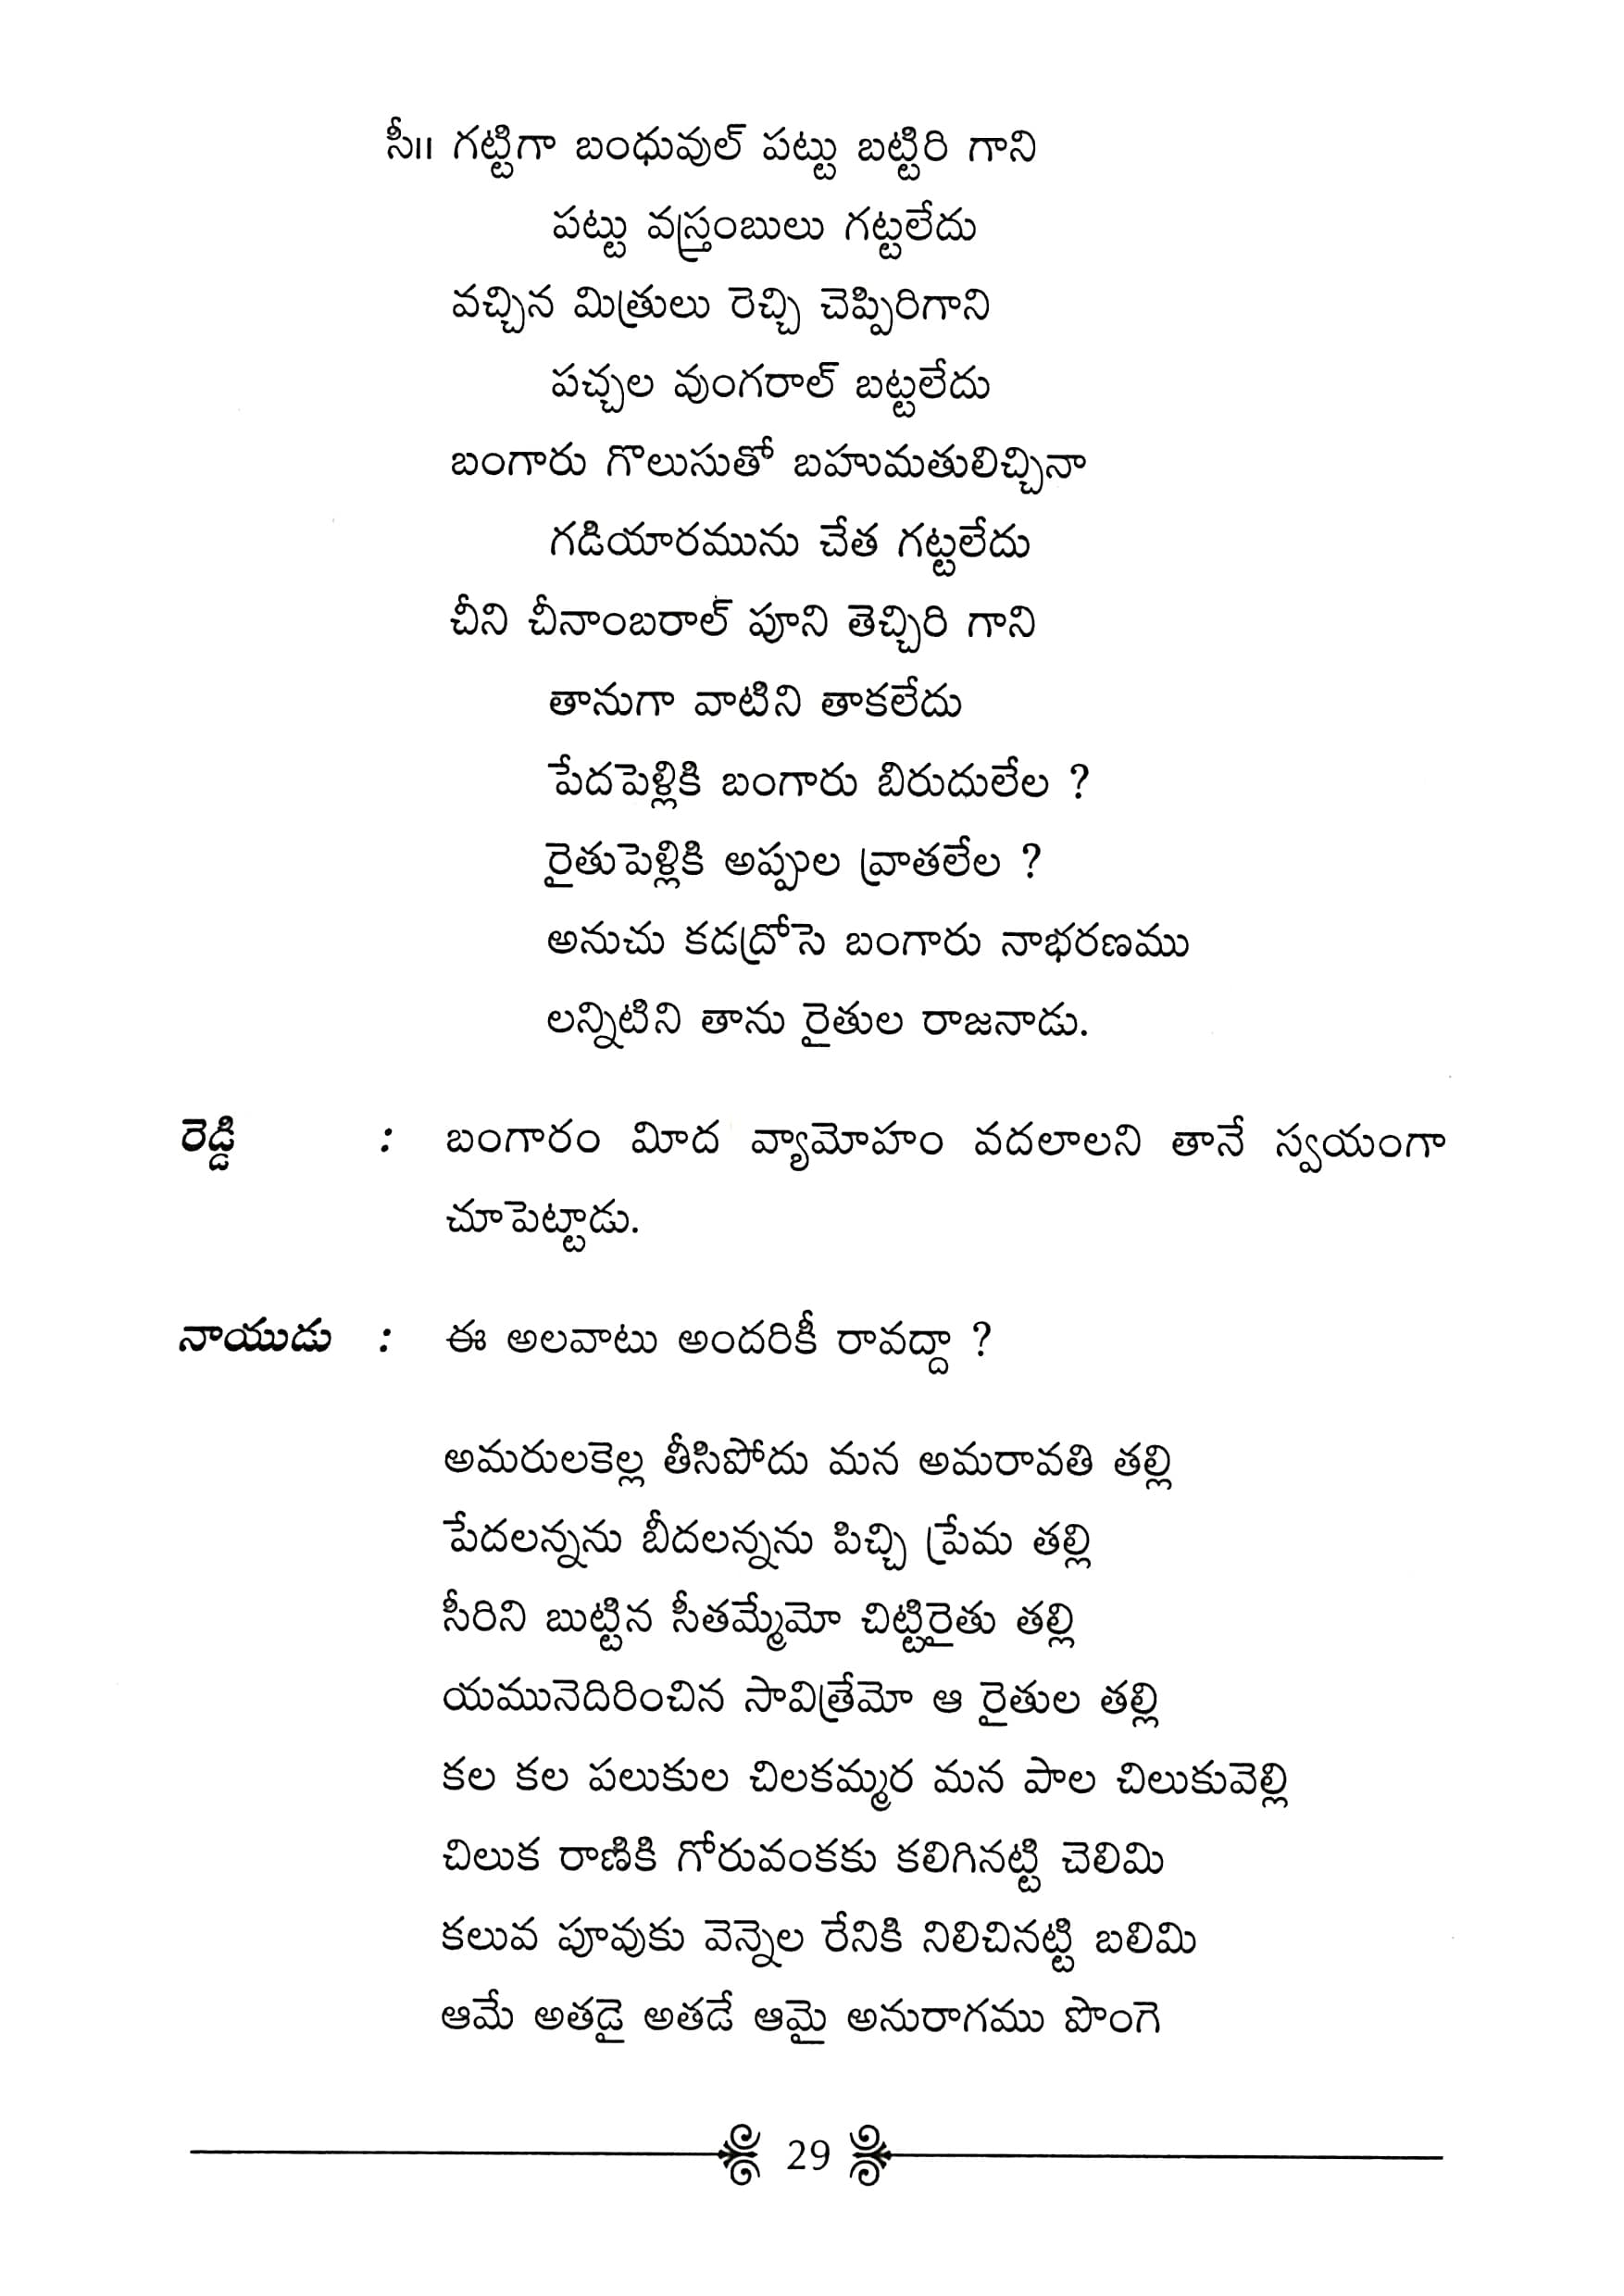 సీ॥ గట్టిగా బంధువుల్ పట్టు బట్టిరి గాని
పట్టు వస్త్రంబులు గట్టలేదు
వచ్చిన మిత్రులు రెచ్చి చెప్పిరిగాని
పచ్చల వుంగరాల్ బట్టలేదు
బంగారు గొలుసుతో బహుమతులిచ్చినా
గడియారమును చేత గట్టలేదు
చీని చీనాంబరాల్ పూని తెచ్చిరి గాని
తానుగా వాటిని తాకలేదు
పేదపెళ్లికి బంగారు బిరుదులేల ?
రైతుపెళ్లికి అప్పుల వ్రాతలేల ?
అనుచు కడద్రోసె బంగారు నాభరణము
లన్నిటిని తాను రైతుల రాజనాడు.
రెడ్డి : బంగారం మీద వ్యామోహం వదలాలని తానే స్వయంగా
చూపెట్టాడు.
నాయుడు : ఈ అలవాటు అందరికీ రావద్దా ?
అమరులకెల్ల తీసిపోదు మన అమరావతి తల్లి
పేదలన్నను బీదలన్నను పిచ్చి ప్రేమ తల్లి
సీరిని బుట్టిన సీతమ్మేమో చిట్టిరైతు తల్లి
యమునెదిరించిన సావిత్రేమో ఆ రైతుల తల్లి
కల కల పలుకుల చిలకమ్మర మన పాల చిలుకువెల్లి
చిలుక రాణికి గోరువంకకు కలిగినట్టి చెలిమి
కలువ పూవుకు వెన్నెల రేనికి నిలిచినట్టి బలిమి
ఆమే అతడై అతడే ఆమై అనురాగము పొంగె
29